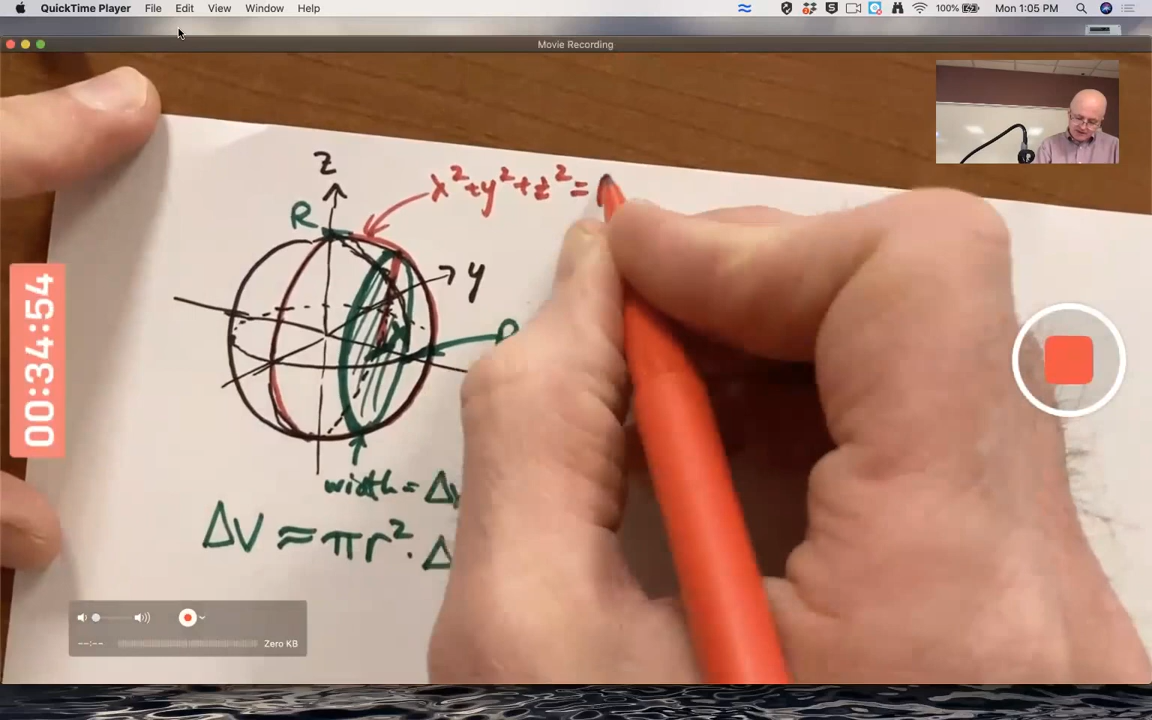 QuickTime Player File Edit View Window Help 100% Mon 1:05 PM
Movie Recording
z
x²+y²+z²=
R
y
00:34:54
width = Δ
ΔV ≈ πr²·Δ
--:-- Zero KB